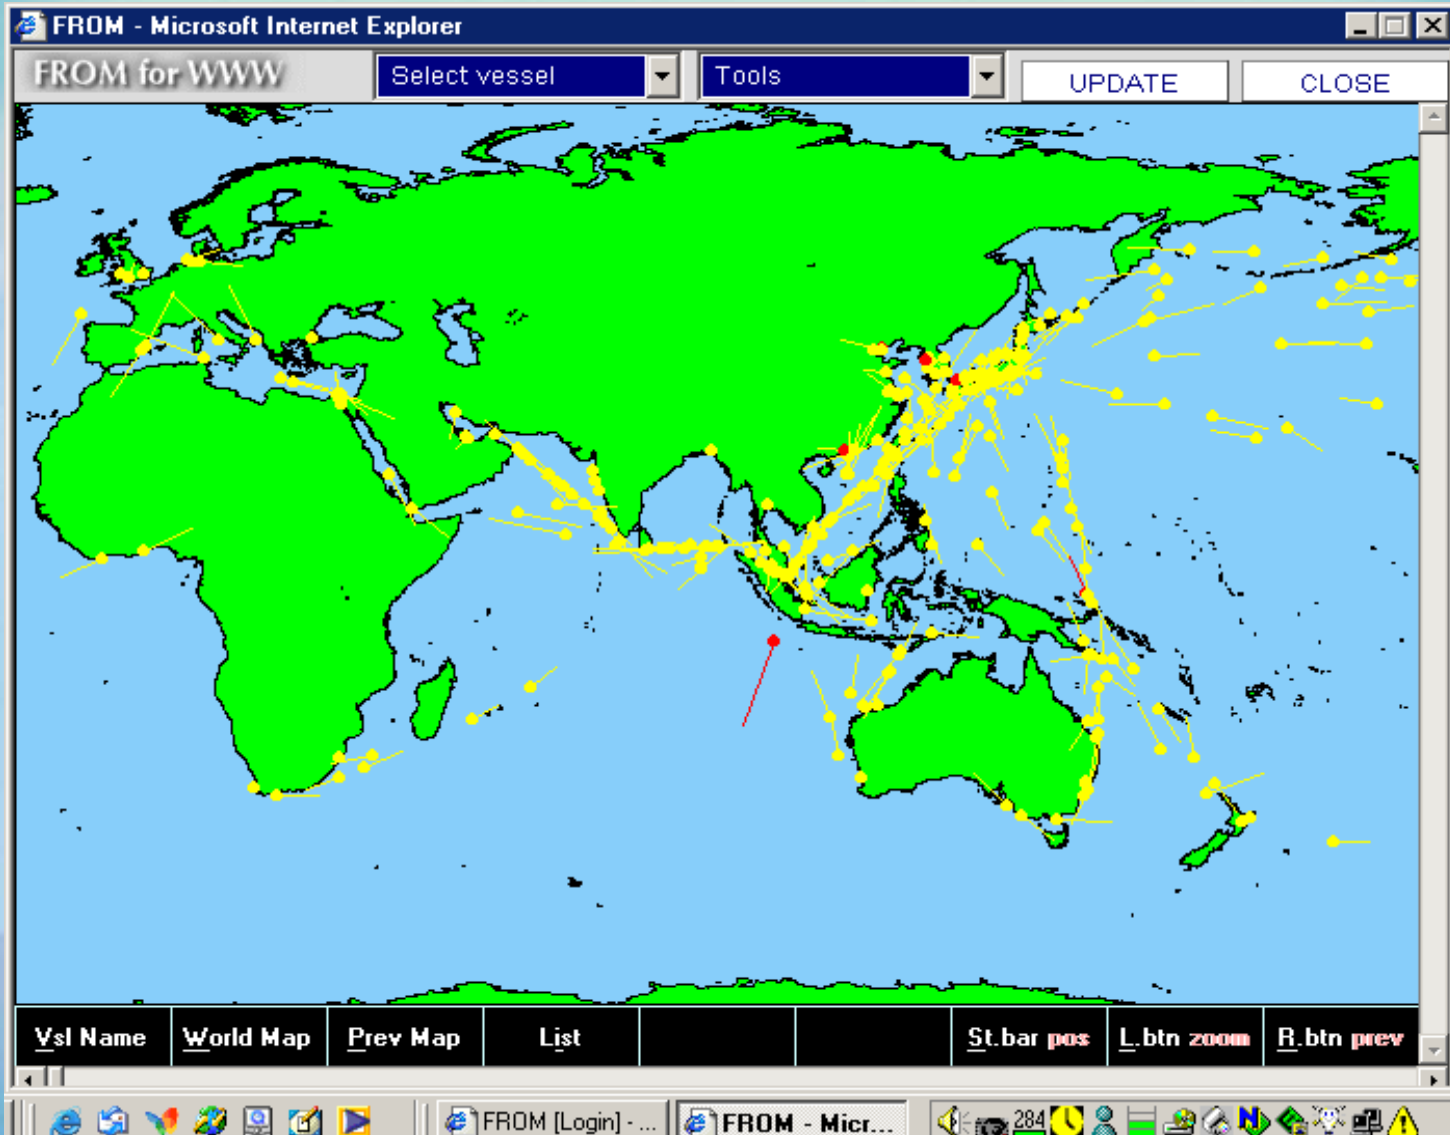 FROM - Microsoft Internet Explorer
FROM for WWW
Select vessel
Tools
UPDATE
CLOSE
Vsl Name
World Map
Prev Map
List
St.bar pos
L.btn zoom
R.btn prev
FROM [Login] - ...
FROM - Micr...
284